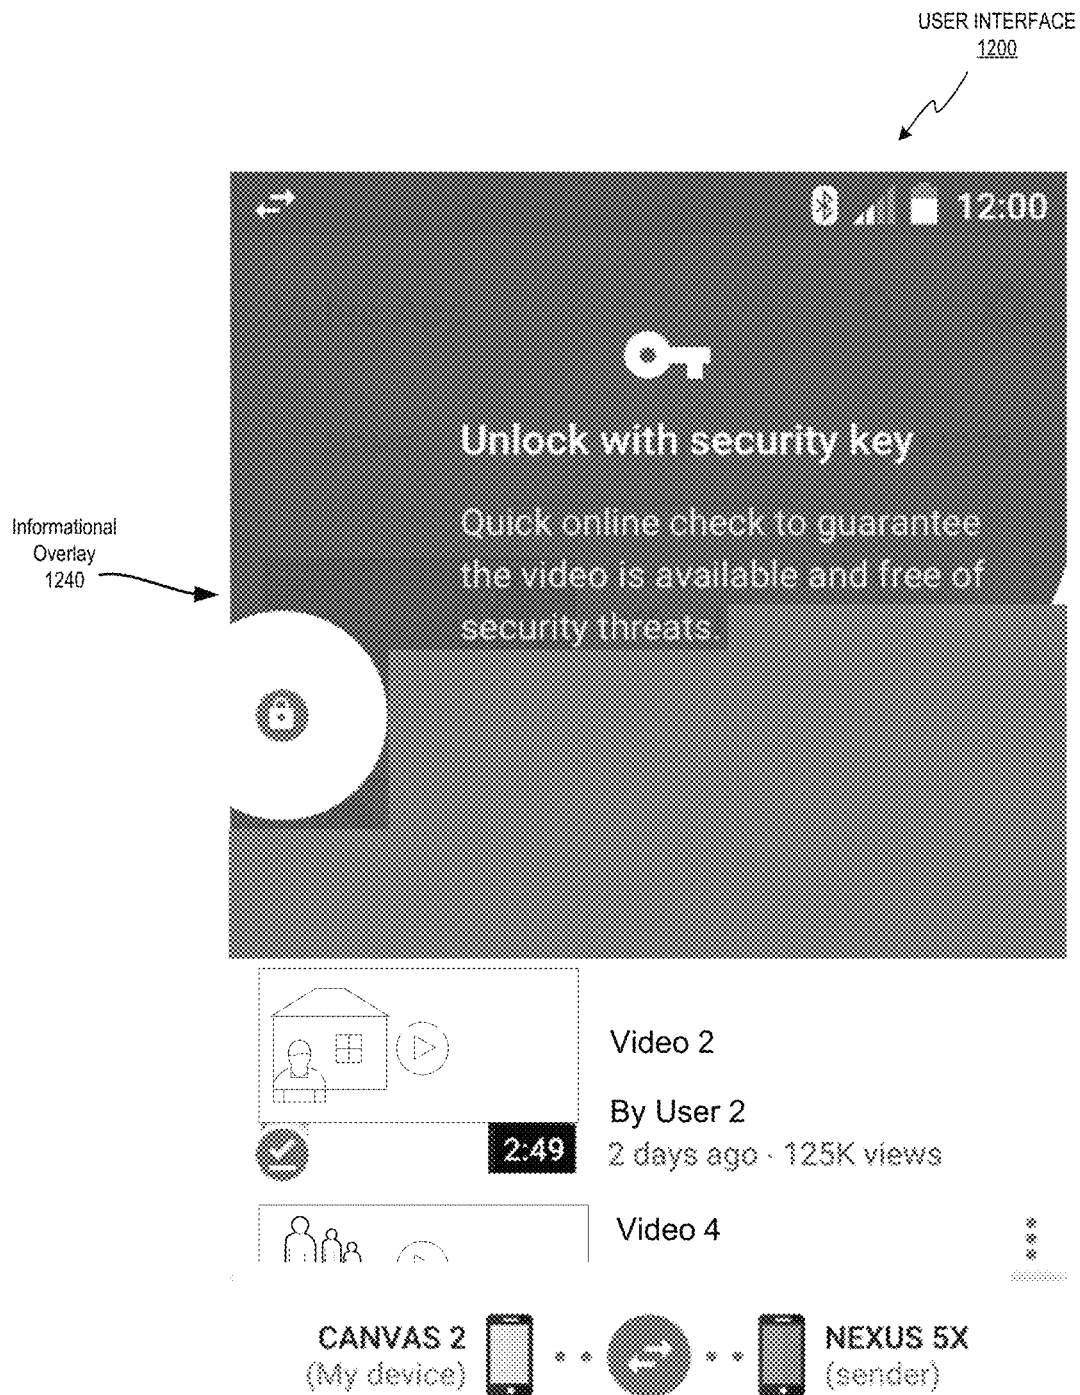 USER INTERFACE
1200
12:00
Unlock with security key
Quick online check to guarantee
the video is available and free of
security threats.
Informational
Overlay
1240
Video 2
By User 2
2:49
2 days ago · 125K views
Video 4
CANVAS 2
(My device)
NEXUS 5X
(sender)